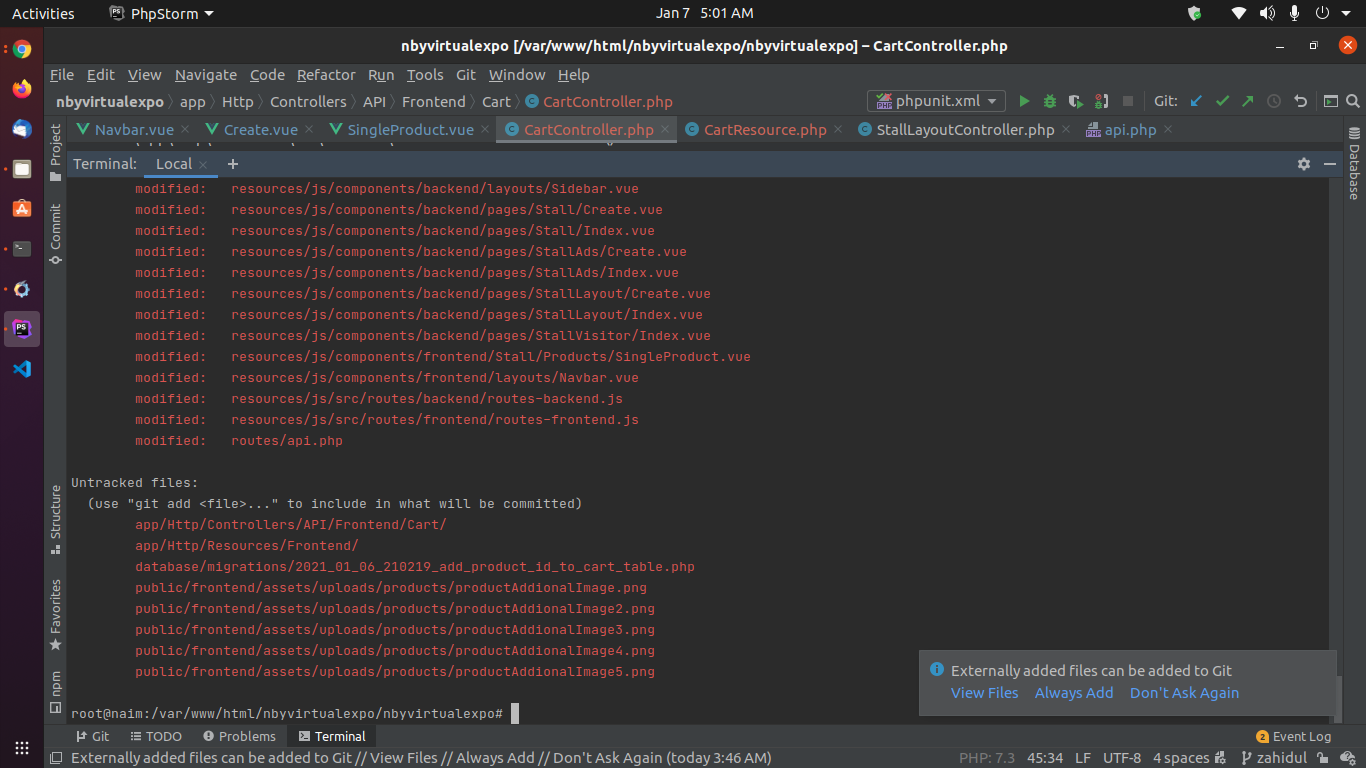 Activities PhpStorm Jan 7 5:01 AM
nbyvirtualexpo [/var/www/html/nbyvirtualexpo/nbyvirtualexpo] – CartController.php
File Edit View Navigate Code Refactor Run Tools Git Window Help
nbyvirtualexpo app Http Controllers API Frontend Cart CartController.php phpunit.xml Git:
Navbar.vue Create.vue SingleProduct.vue CartController.php CartResource.php StallLayoutController.php api.php
Terminal: Local
modified: resources/js/components/backend/layouts/Sidebar.vue
modified: resources/js/components/backend/pages/Stall/Create.vue
modified: resources/js/components/backend/pages/Stall/Index.vue
modified: resources/js/components/backend/pages/StallAds/Create.vue
modified: resources/js/components/backend/pages/StallAds/Index.vue
modified: resources/js/components/backend/pages/StallLayout/Create.vue
modified: resources/js/components/backend/pages/StallLayout/Index.vue
modified: resources/js/components/backend/pages/StallVisitor/Index.vue
modified: resources/js/components/frontend/Stall/Products/SingleProduct.vue
modified: resources/js/components/frontend/layouts/Navbar.vue
modified: resources/js/src/routes/backend/routes-backend.js
modified: resources/js/src/routes/frontend/routes-frontend.js
modified: routes/api.php
Untracked files:
(use "git add <file>..." to include in what will be committed)
app/Http/Controllers/API/Frontend/Cart/
app/Http/Resources/Frontend/
database/migrations/2021_01_06_210219_add_product_id_to_cart_table.php
public/frontend/assets/uploads/products/productAddionalImage.png
public/frontend/assets/uploads/products/productAddionalImage2.png
public/frontend/assets/uploads/products/productAddionalImage3.png
public/frontend/assets/uploads/products/productAddionalImage4.png
public/frontend/assets/uploads/products/productAddionalImage5.png
root@naim:/var/www/html/nbyvirtualexpo/nbyvirtualexpo#
Project
Commit
Structure
Favorites
npm
Database
Externally added files can be added to Git
View Files Always Add Don't Ask Again
Git TODO Problems Terminal 2 Event Log
Externally added files can be added to Git // View Files // Always Add // Don't Ask Again (today 3:46 AM) PHP: 7.3 45:34 LF UTF-8 4 spaces zahidul